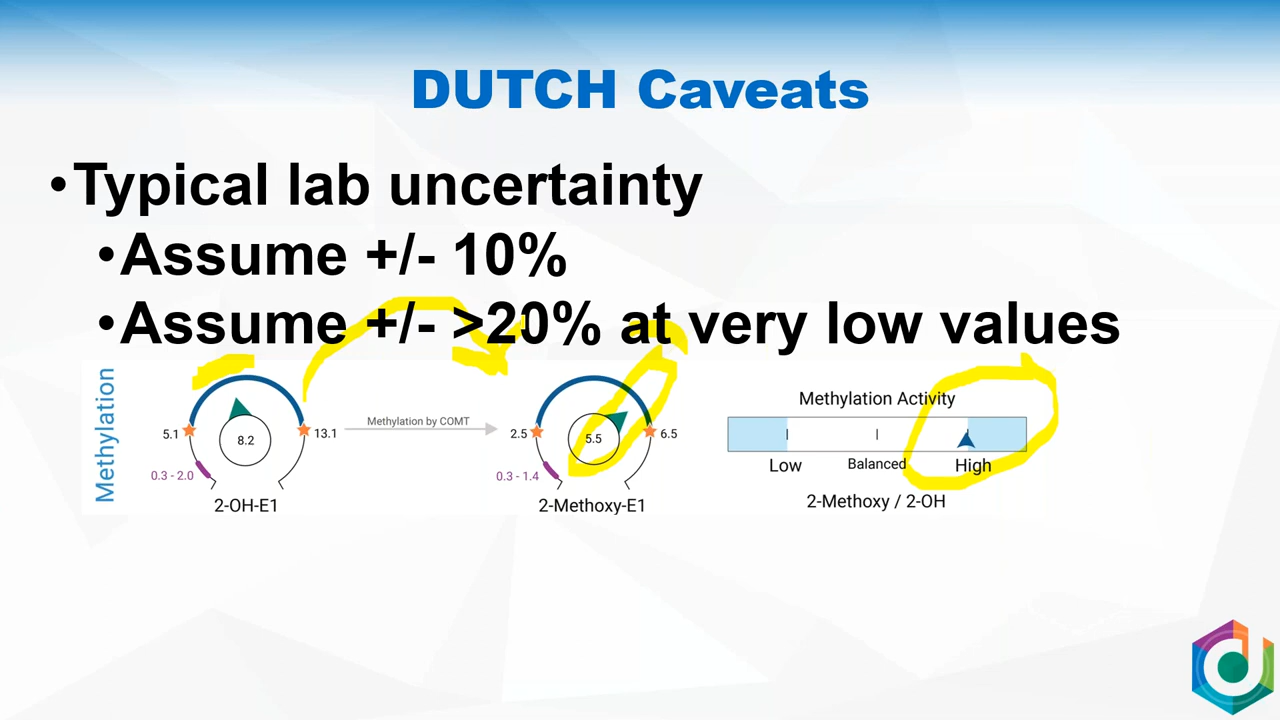 DUTCH Caveats
•Typical lab uncertainty
•Assume +/- 10%
•Assume +/- >20% at very low values
Methylation
5.1
8.2
13.1
0.3 - 2.0
2-OH-E1
Methylation by COMT
2.5
5.5
6.5
0.3 - 1.4
2-Methoxy-E1
Methylation Activity
Low Balanced High
2-Methoxy / 2-OH